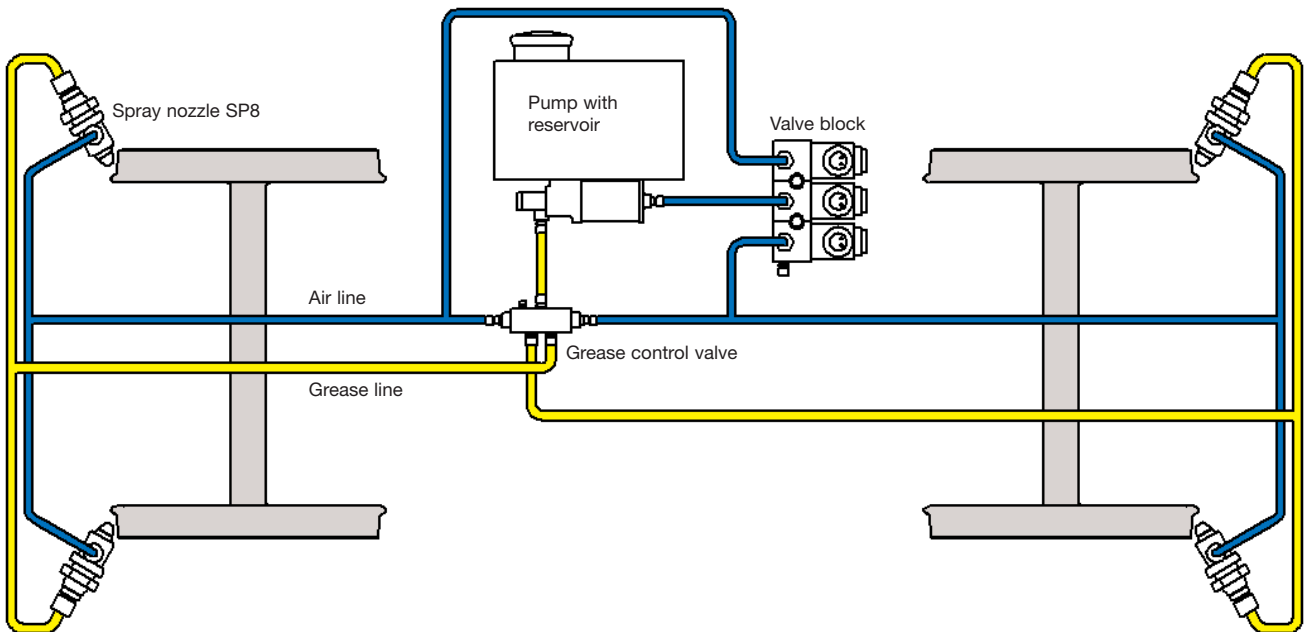 Spray nozzle SP8
Pump with
reservoir
Valve block
Air line
Grease control valve
Grease line